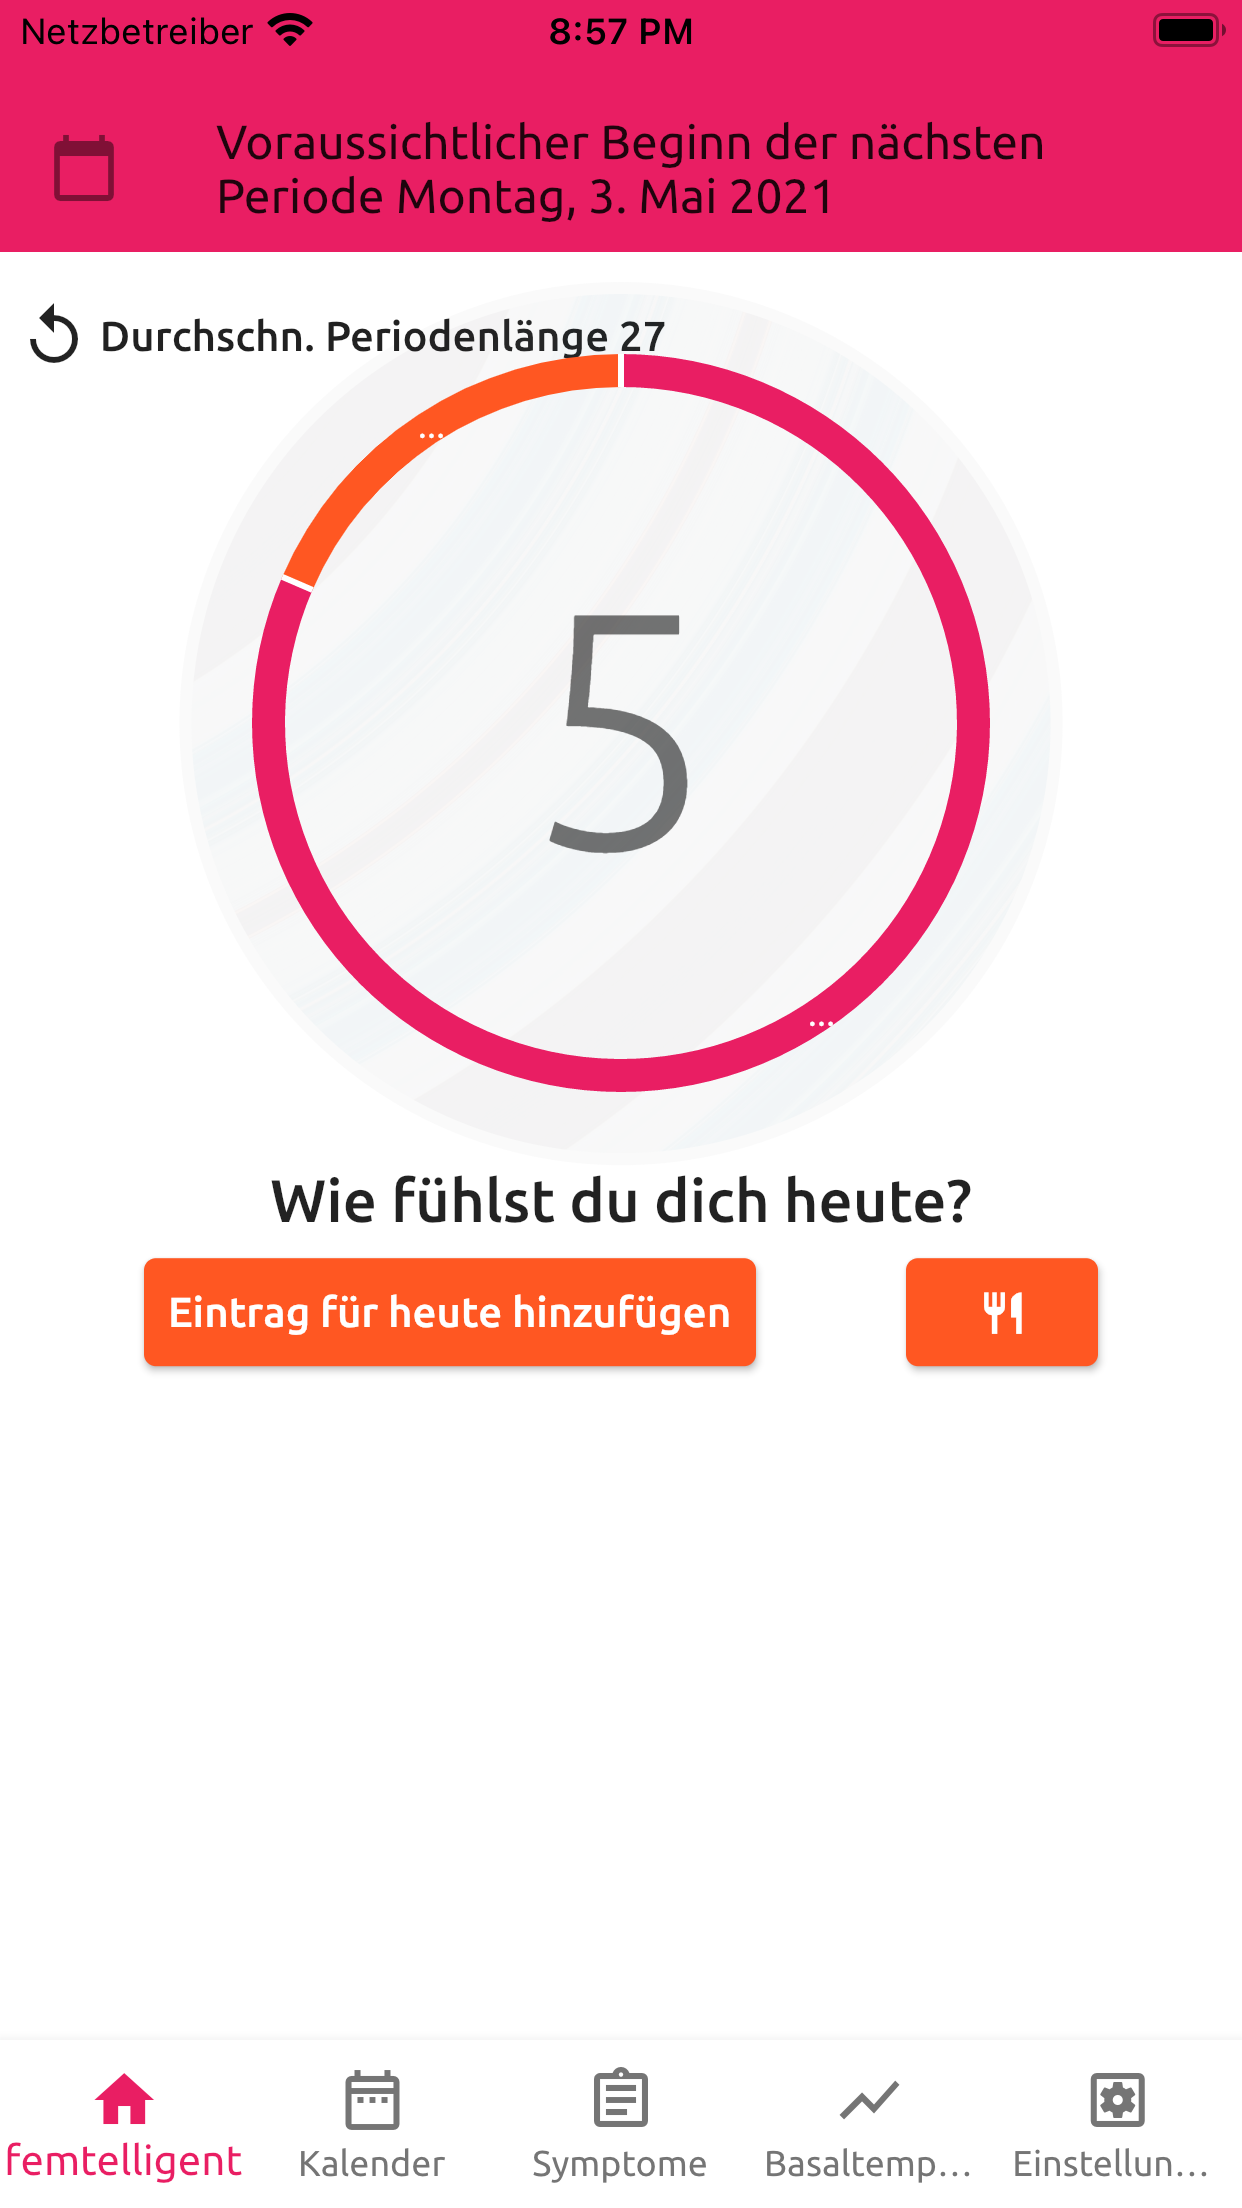 Netzbetreiber 8:57 PM
Voraussichtlicher Beginn der nächsten
Periode Montag, 3. Mai 2021
Durchschn. Periodenlänge 27
...
5
...
Wie fühlst du dich heute?
Eintrag für heute hinzufügen
femtelligent Kalender Symptome Basaltemp... Einstellun...